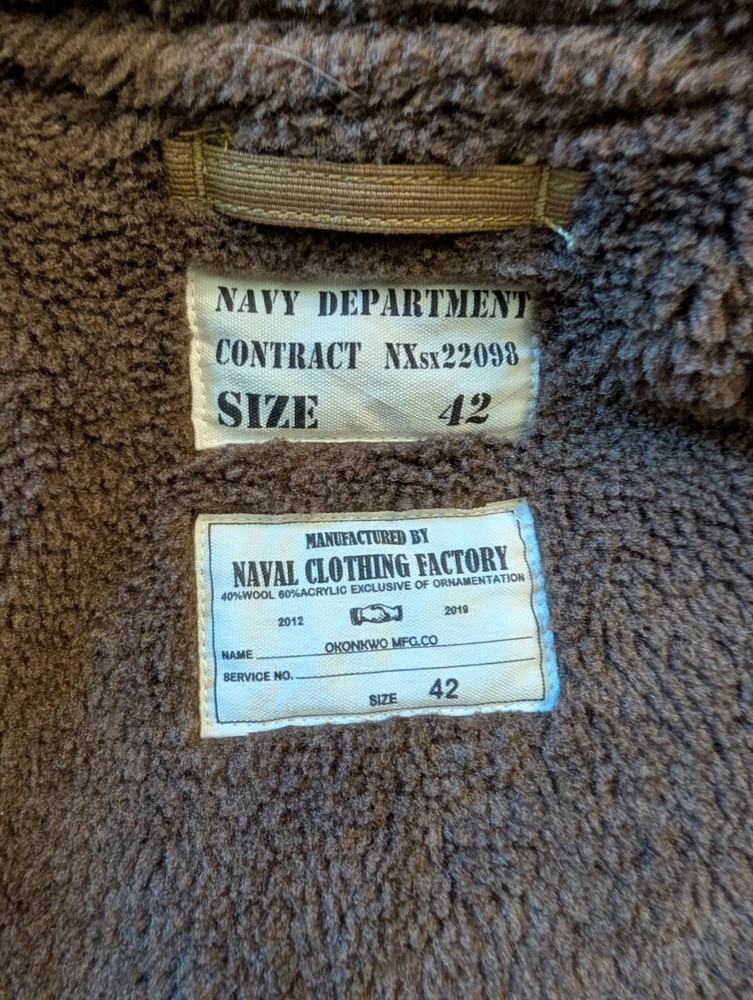 NAVY DEPARTMENT
CONTRACT NXsx22098
SIZE 42
MANUFACTURED BY
NAVAL CLOTHING FACTORY
40%WOOL 60%ACRYLIC EXCLUSIVE OF ORNAMENTATION
2012 2019
NAME OKONKWO MFG.CO
SERVICE NO.
SIZE 42